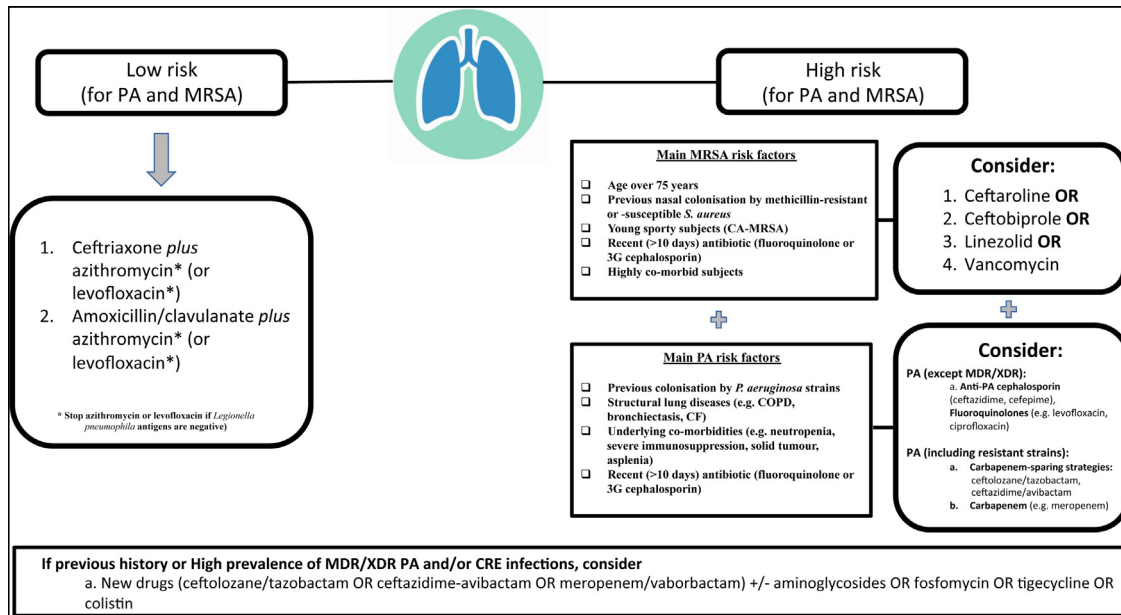 Low risk
(for PA and MRSA)
High risk
(for PA and MRSA)
1. Ceftriaxone plus
azithromycin* (or
levofloxacin*)
2. Amoxicillin/clavulanate plus
azithromycin* (or
levofloxacin*)
* Stop azithromycin or levofloxacin if Legionella
pneumophila antigens are negative)
Main MRSA risk factors
❑ Age over 75 years
❑ Previous nasal colonisation by methicillin-resistant
or -susceptible S. aureus
❑ Young sporty subjects (CA-MRSA)
❑ Recent (>10 days) antibiotic (fluoroquinolone or
3G cephalosporin)
❑ Highly co-morbid subjects
Consider:
1. Ceftaroline OR
2. Ceftobiprole OR
3. Linezolid OR
4. Vancomycin
Main PA risk factors
❑ Previous colonisation by P. aeruginosa strains
❑ Structural lung diseases (e.g. COPD,
bronchiectasis, CF)
❑ Underlying co-morbidities (e.g. neutropenia,
severe immunosuppression, solid tumour,
asplenia)
❑ Recent (>10 days) antibiotic (fluoroquinolone or
3G cephalosporin)
Consider:
PA (except MDR/XDR):
a. Anti-PA cephalosporin
(ceftazidime, cefepime),
Fluoroquinolones (e.g. levofloxacin,
ciprofloxacin)
PA (including resistant strains):
a. Carbapenem-sparing strategies:
ceftolozane/tazobactam,
ceftazidime/avibactam
b. Carbapenem (e.g. meropenem)
If previous history or High prevalence of MDR/XDR PA and/or CRE infections, consider
a. New drugs (ceftolozane/tazobactam OR ceftazidime-avibactam OR meropenem/vaborbactam) +/- aminoglycosides OR fosfomycin OR tigecycline OR
colistin